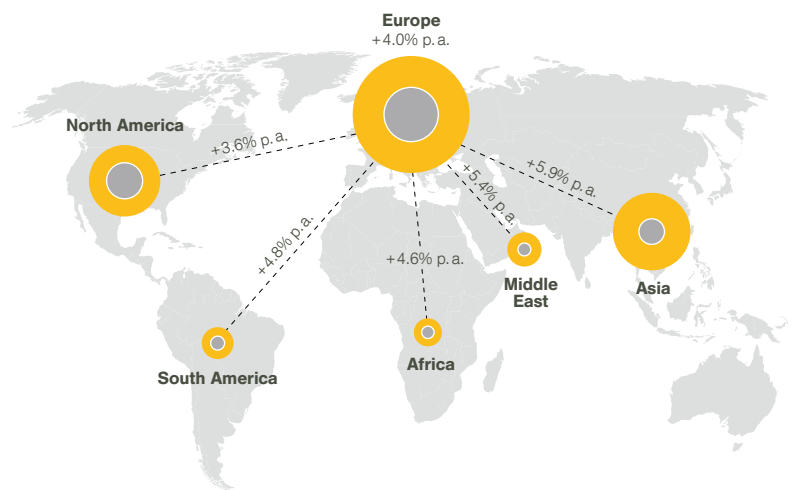 Europe
+4.0% p.a.
North America
+3.6% p.a.
+5.9% p.a.
+5.4% p.a.
+4.8% p.a.
+4.6% p.a.
Middle
East
Asia
Africa
South America